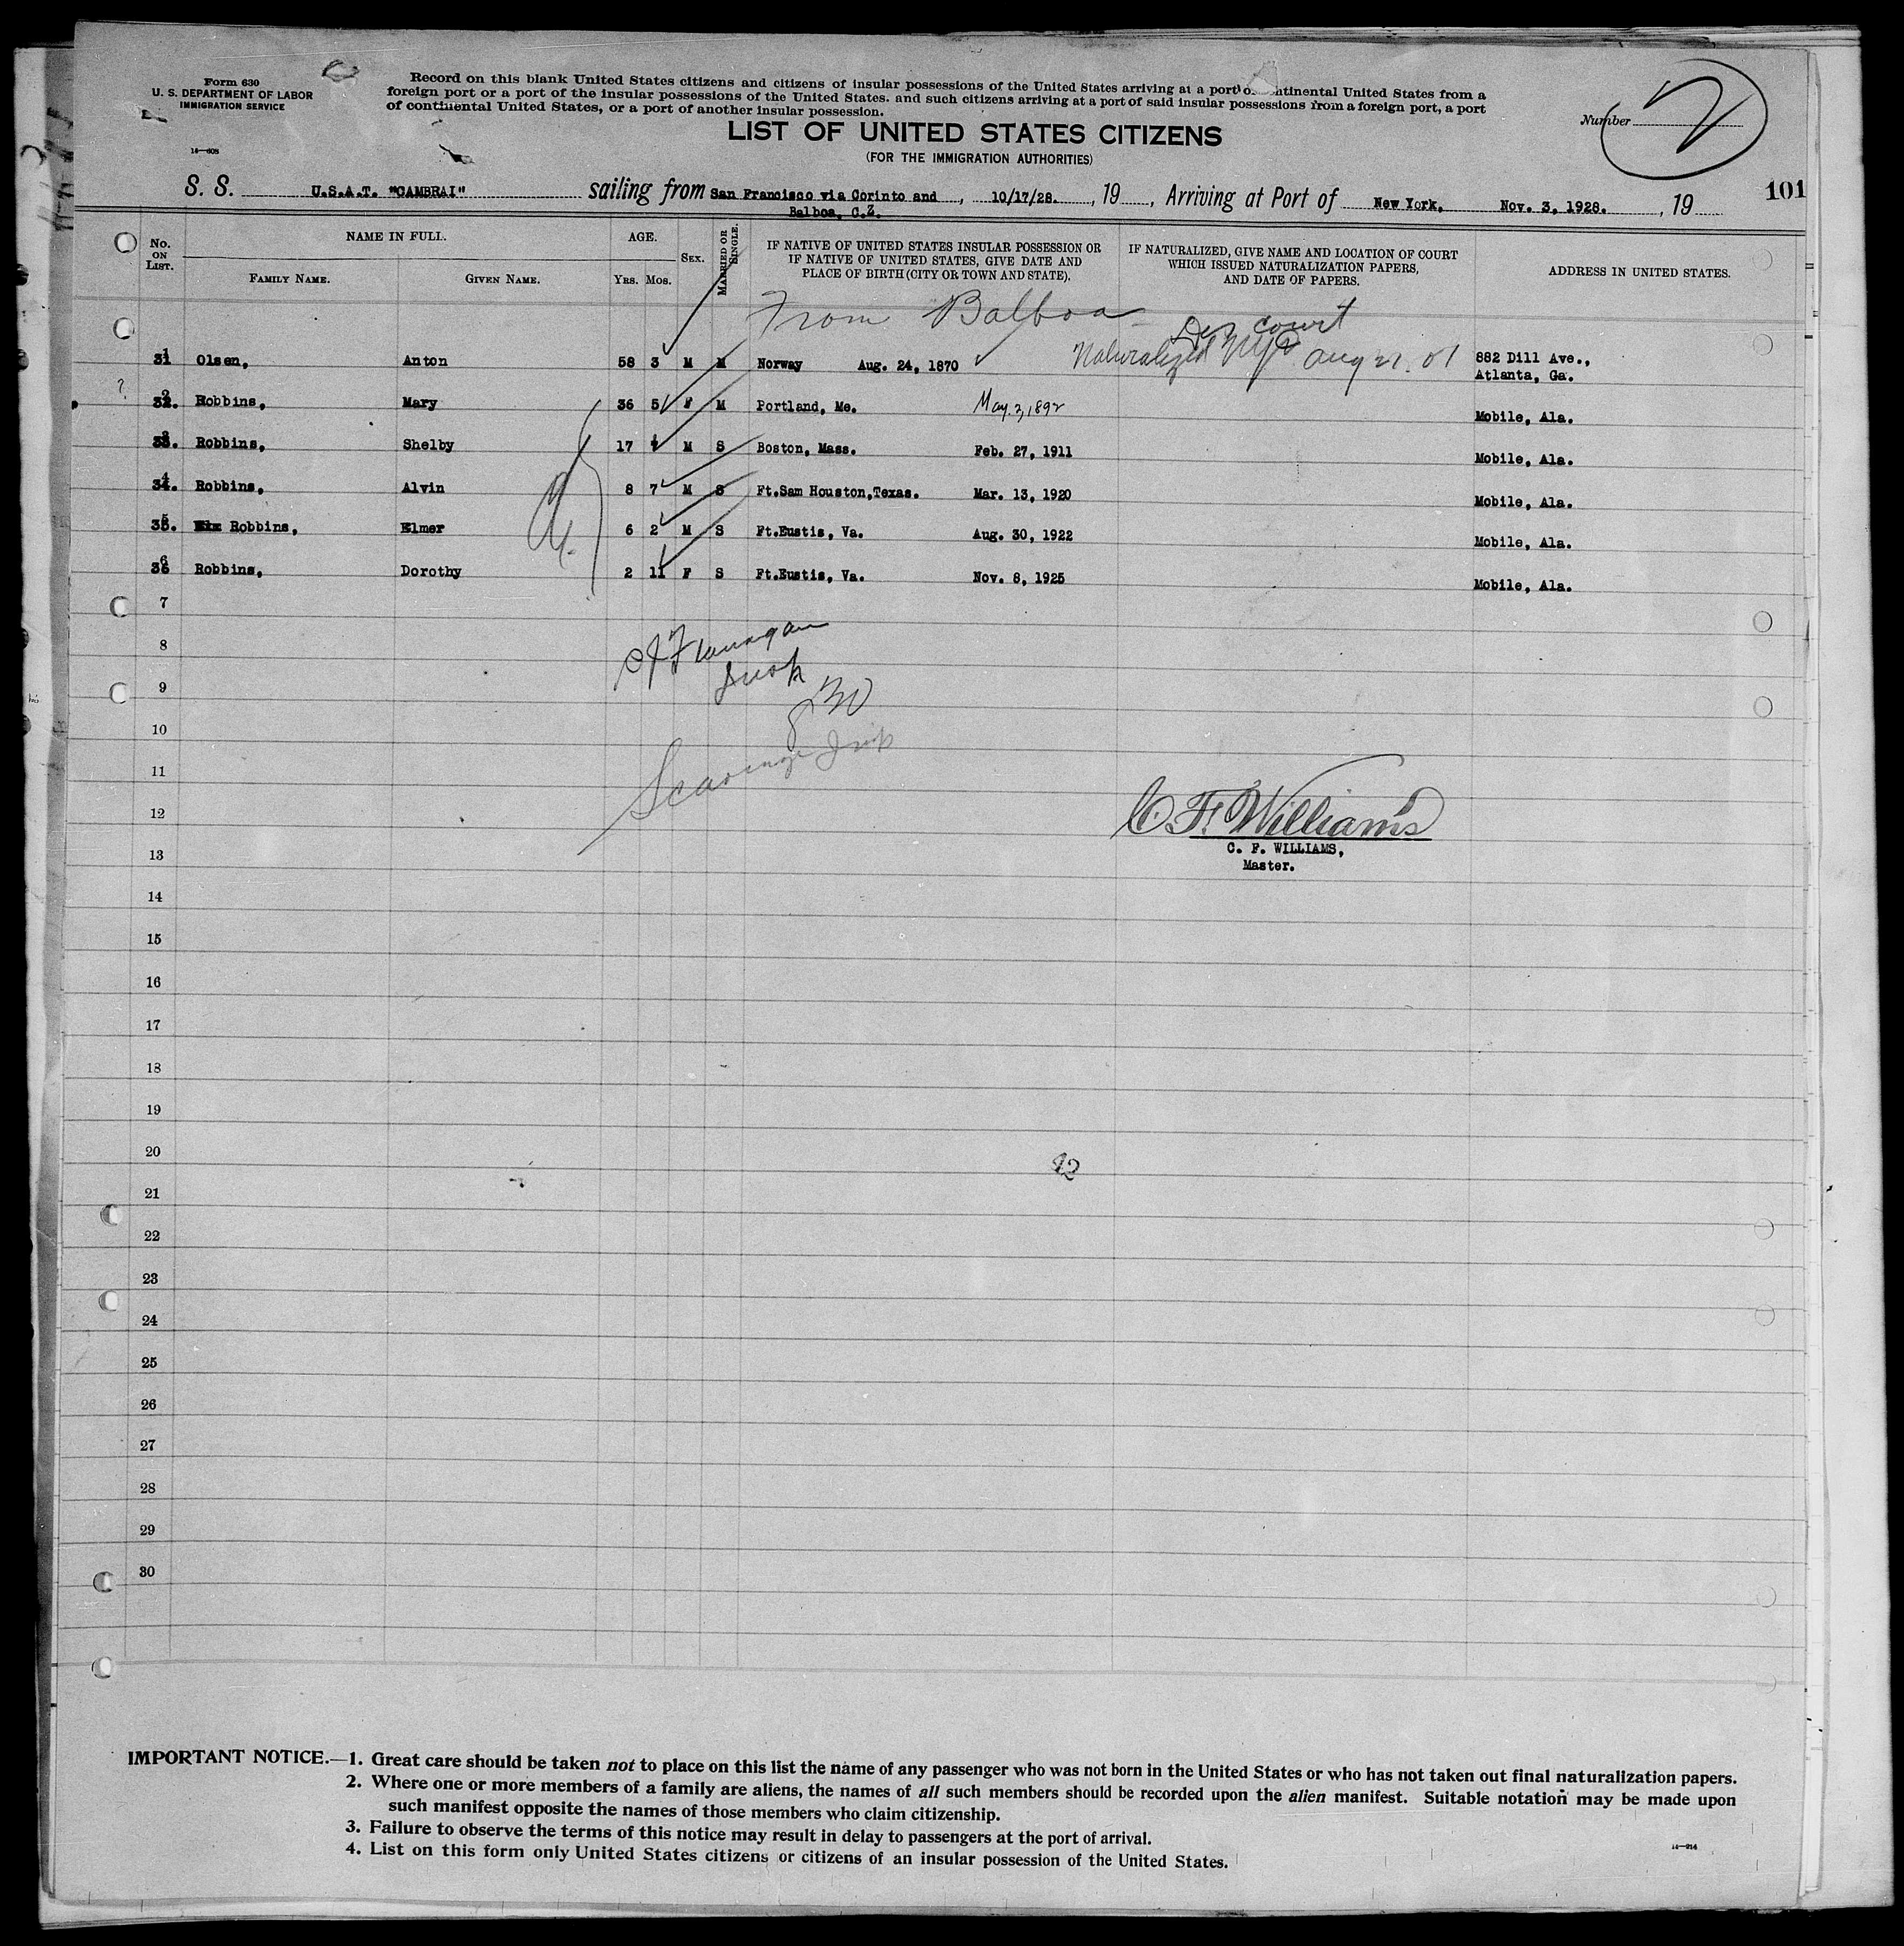 Form 630
U. S. DEPARTMENT OF LABOR
IMMIGRATION SERVICE
14—608
Record on this blank United States citizens and citizens of insular possessions of the United States arriving at a port of continental United States from a
foreign port or a port of the insular possessions of the United States. and such citizens arriving at a port of said insular possessions from a foreign port, a port
of continental United States, or a port of another insular possession.
LIST OF UNITED STATES CITIZENS
(FOR THE IMMIGRATION AUTHORITIES)
Number 2
101
S. S. U.S.A.T. "CAMBRAI" sailing from San Francisco via Corinto and Balboa, C.Z., 10/17/28. , 19 , Arriving at Port of New York, Nov. 3, 1928. , 19
No. ON LIST. NAME IN FULL. FAMILY NAME. GIVEN NAME. AGE. YRS. MOS. SEX. MARRIED OR SINGLE. IF NATIVE OF UNITED STATES INSULAR POSSESSION OR IF NATIVE OF UNITED STATES, GIVE DATE AND PLACE OF BIRTH (CITY OR TOWN AND STATE). IF NATURALIZED, GIVE NAME AND LOCATION OF COURT WHICH ISSUED NATURALIZATION PAPERS, AND DATE OF PAPERS. ADDRESS IN UNITED STATES.
From Balboa
court
31 1 Olsen, Anton 58 3 M M Norway Aug. 24, 1870 Naturalized NY Aug 21. 01 882 Dill Ave., Atlanta, Ga.
?
32. 2 Robbins, Mary 36 5 F M Portland, Me. May. 2, 1892 Mobile, Ala.
33. 3 Robbins, Shelby 17 M S Boston, Mass. Feb. 27, 1911 Mobile, Ala.
34. 4 Robbins, Alvin 8 7 M S Ft.Sam Houston,Texas. Mar. 13, 1920 Mobile, Ala.
35. 5 Robbins, Elmer 6 2 M S Ft.Eustis, Va. Aug. 30, 1922 Mobile, Ala.
36 6 Robbins, Dorothy 2 11 F S Ft.Eustis, Va. Nov. 8, 1925 Mobile, Ala.
7
8
9
10
11
12
C. F. Williams
C. F. WILLIAMS,
Master.
13
14
15
16
17
18
19
20
42
21
22
23
24
25
26
27
28
29
30
IMPORTANT NOTICE.—1. Great care should be taken not to place on this list the name of any passenger who was not born in the United States or who has not taken out final naturalization papers.
2. Where one or more members of a family are aliens, the names of all such members should be recorded upon the alien manifest. Suitable notation may be made upon
such manifest opposite the names of those members who claim citizenship.
3. Failure to observe the terms of this notice may result in delay to passengers at the port of arrival.
4. List on this form only United States citizens or citizens of an insular possession of the United States.
14—914